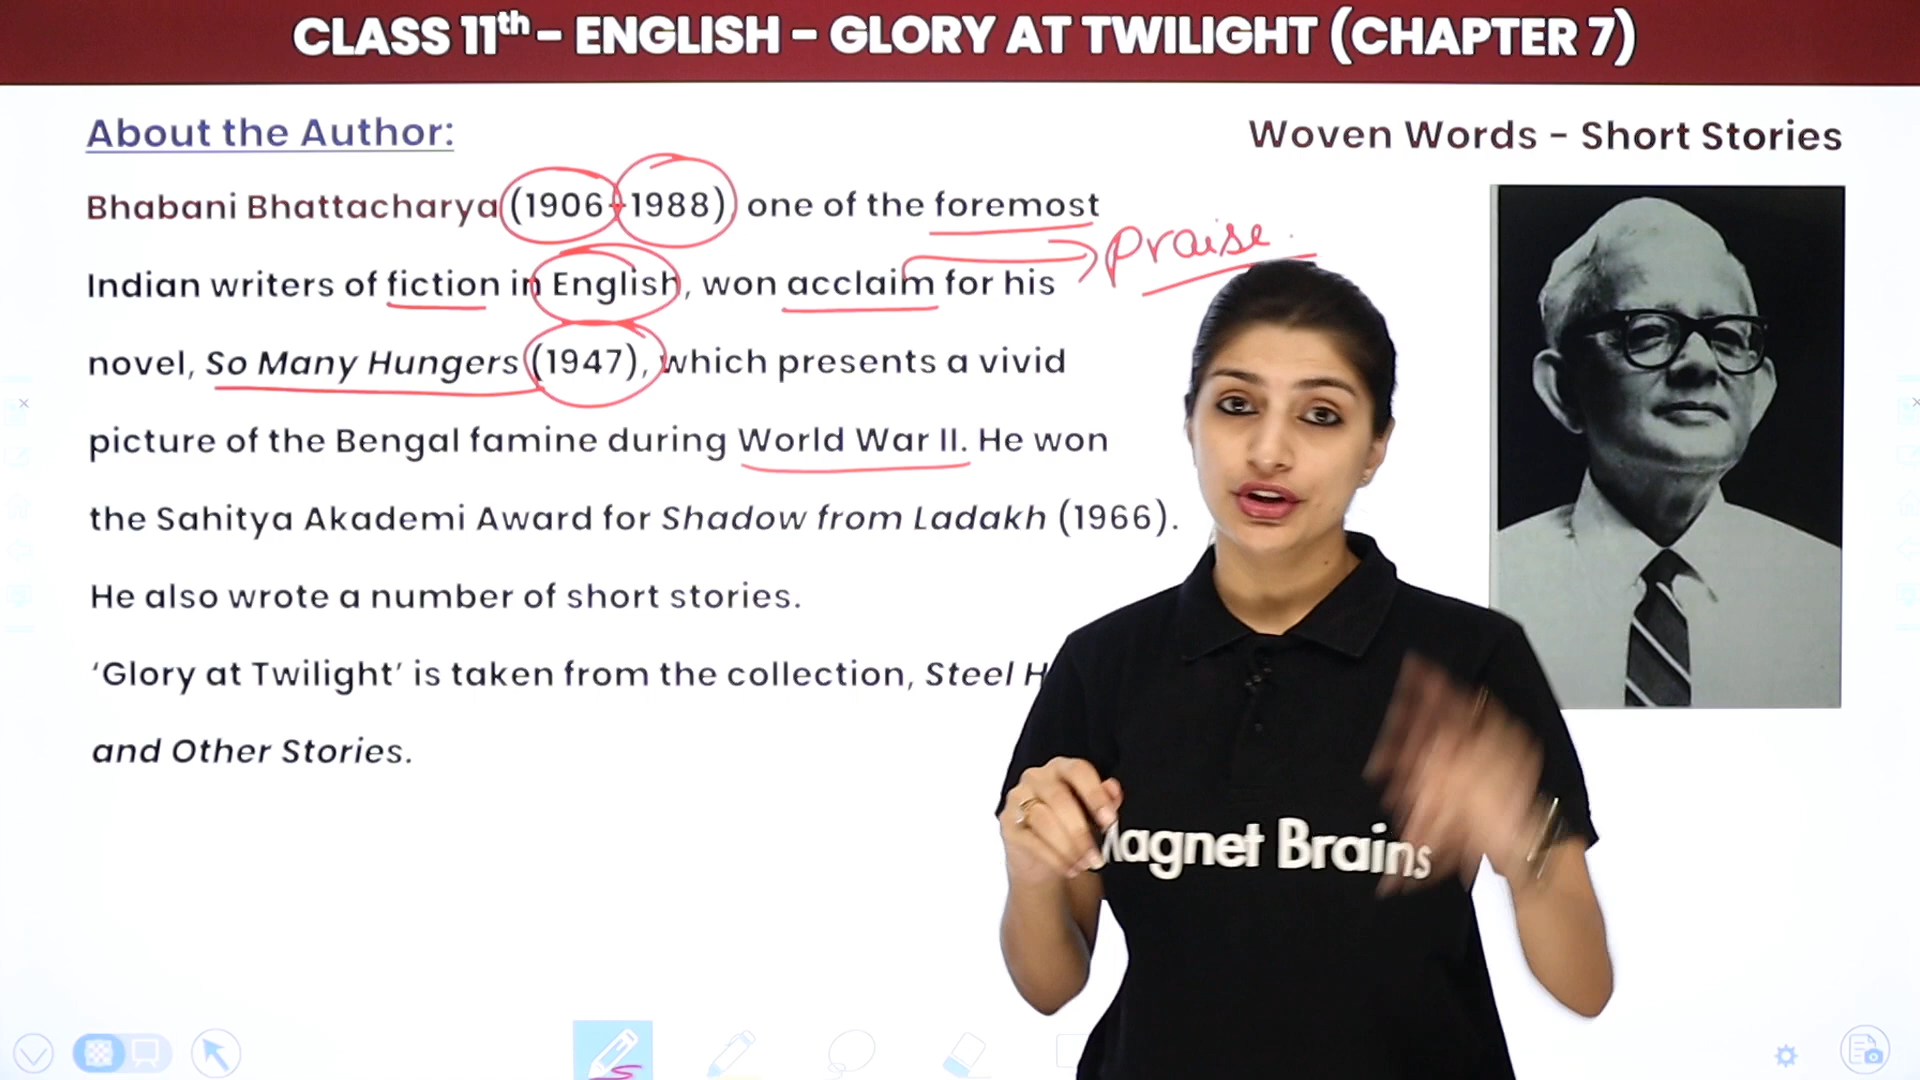 CLASS 11th - ENGLISH - GLORY AT TWILIGHT (CHAPTER 7)
About the Author:
Woven Words - Short Stories
Bhabani Bhattacharya (1906-1988) one of the foremost
praise.
Indian writers of fiction in English, won acclaim for his
novel, So Many Hungers (1947), which presents a vivid
picture of the Bengal famine during World War II. He won
the Sahitya Akademi Award for Shadow from Ladakh (1966).
He also wrote a number of short stories.
‘Glory at Twilight’ is taken from the collection, Steel
and Other Stories.
Magnet Brains